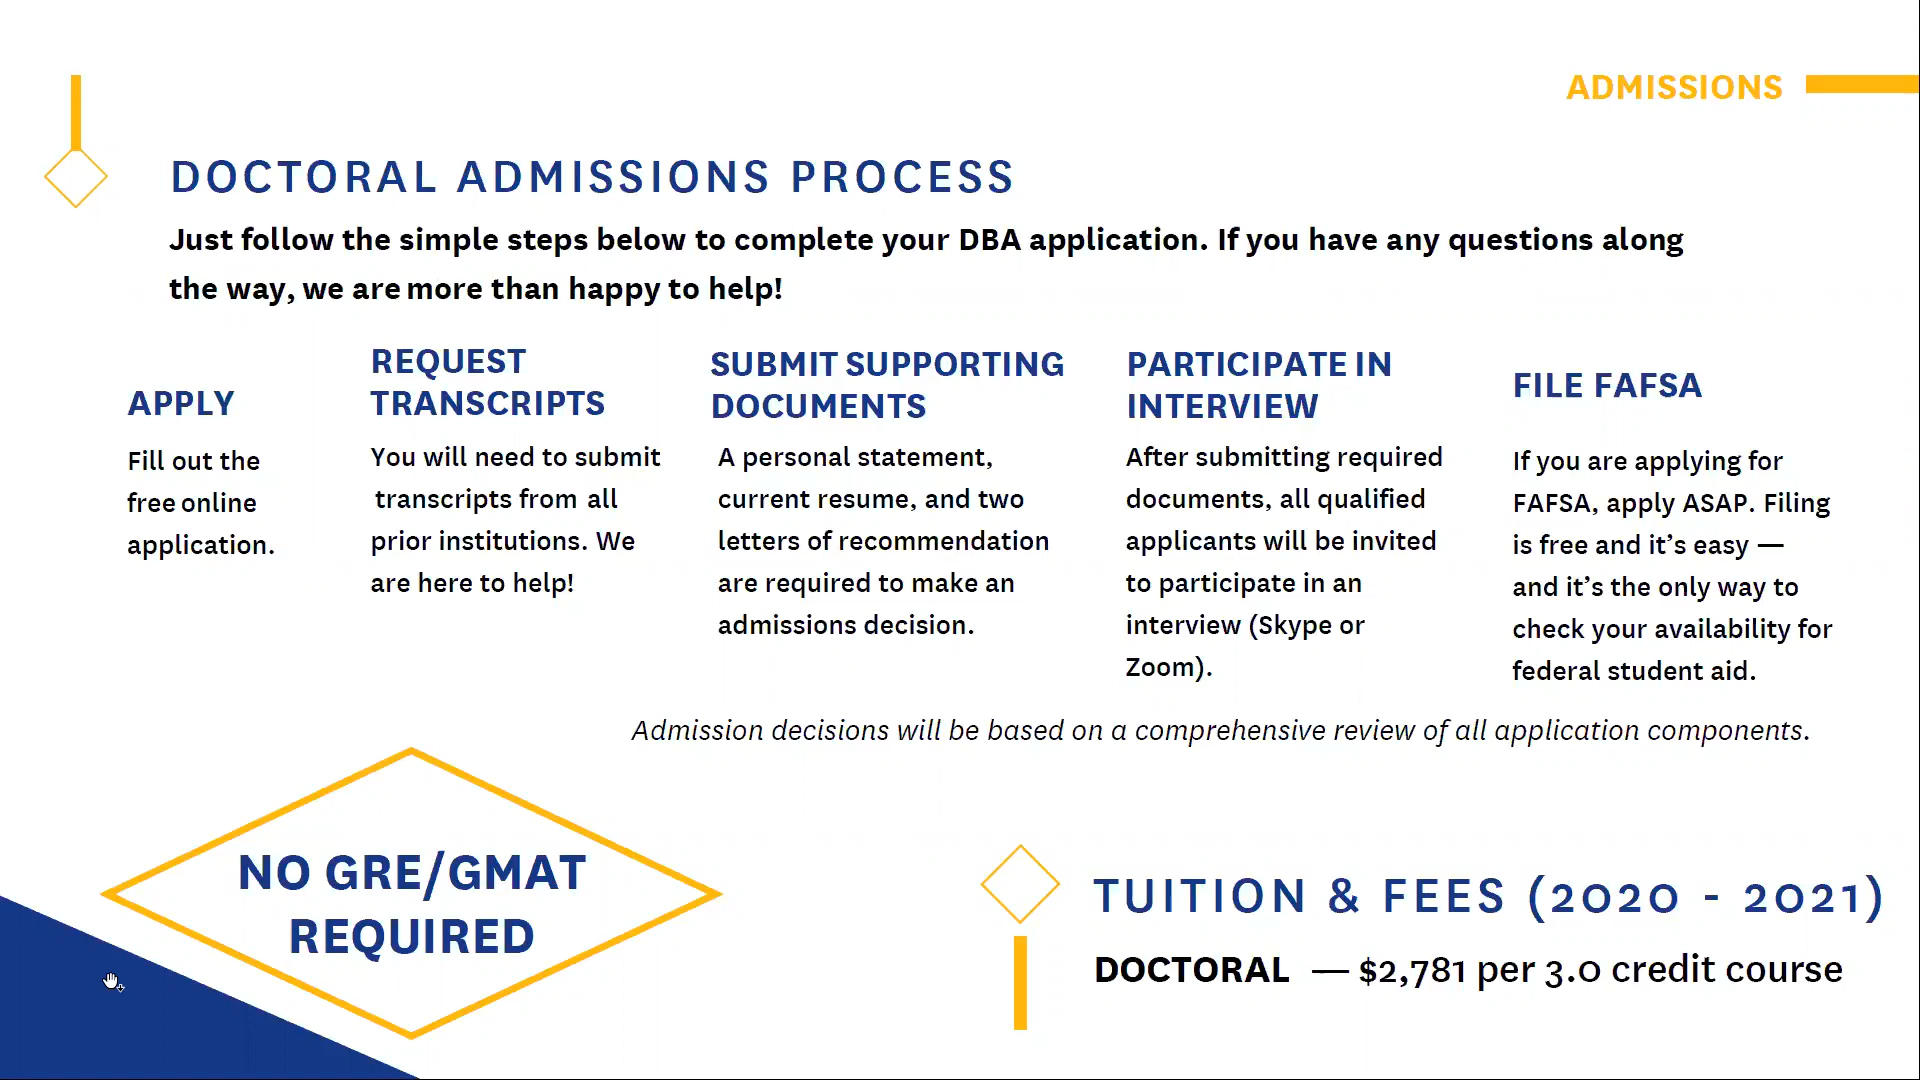 ADMISSIONS
DOCTORAL ADMISSIONS PROCESS
Just follow the simple steps below to complete your DBA application. If you have any questions along
the way, we are more than happy to help!
APPLY
Fill out the
free online
application.
REQUEST
TRANSCRIPTS
You will need to submit
transcripts from all
prior institutions. We
are here to help!
SUBMIT SUPPORTING
DOCUMENTS
A personal statement,
current resume, and two
letters of recommendation
are required to make an
admissions decision.
PARTICIPATE IN
INTERVIEW
After submitting required
documents, all qualified
applicants will be invited
to participate in an
interview (Skype or
Zoom).
FILE FAFSA
If you are applying for
FAFSA, apply ASAP. Filing
is free and it’s easy —
and it’s the only way to
check your availability for
federal student aid.
Admission decisions will be based on a comprehensive review of all application components.
NO GRE/GMAT
REQUIRED
TUITION & FEES (2020 - 2021)
DOCTORAL — $2,781 per 3.0 credit course